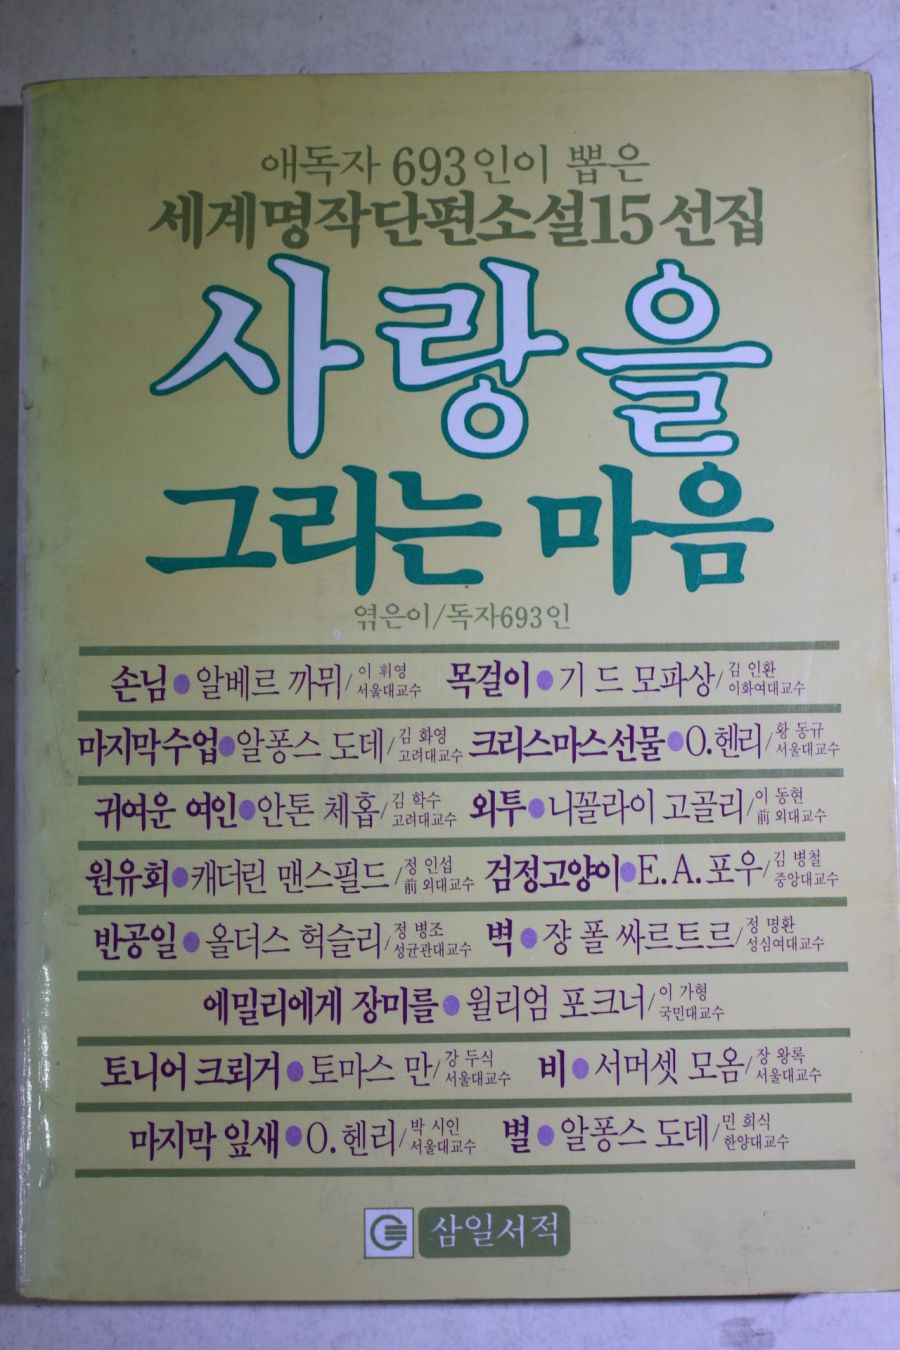 애독자 693인이 뽑은
세계명작단편소설15선집
사랑을
그리는 마음
엮은이/독자693인
손님●알베르 까뮈/이 휘영 서울대교수 목걸이●기 드 모파상/김 인환 이화여대교수
마지막수업●알퐁스 도데/김 화영 고려대교수 크리스마스선물●O.헨리/황 동규 서울대교수
귀여운 여인●안톤 체홉/김 학수 고려대교수 외투●니꼴라이 고골리/이 동현 前 외대교수
원유회●캐더린 맨스필드/정 인섭 前 외대교수 검정고양이●E.A.포우/김 병철 중앙대교수
반공일●올더스 헉슬리/정 병조 성균관대교수 벽●쟝 폴 싸르트르/정 명환 성심여대교수
에밀리에게 장미를●윌리엄 포크너/이 가형 국민대교수
토니어 크뢰거●토마스 만/강 두식 서울대교수 비●서머셋 모옴/장 왕록 서울대교수
마지막 잎새●O.헨리/박 시인 서울대교수 별●알퐁스 도데/민 희식 한양대교수
삼일서적